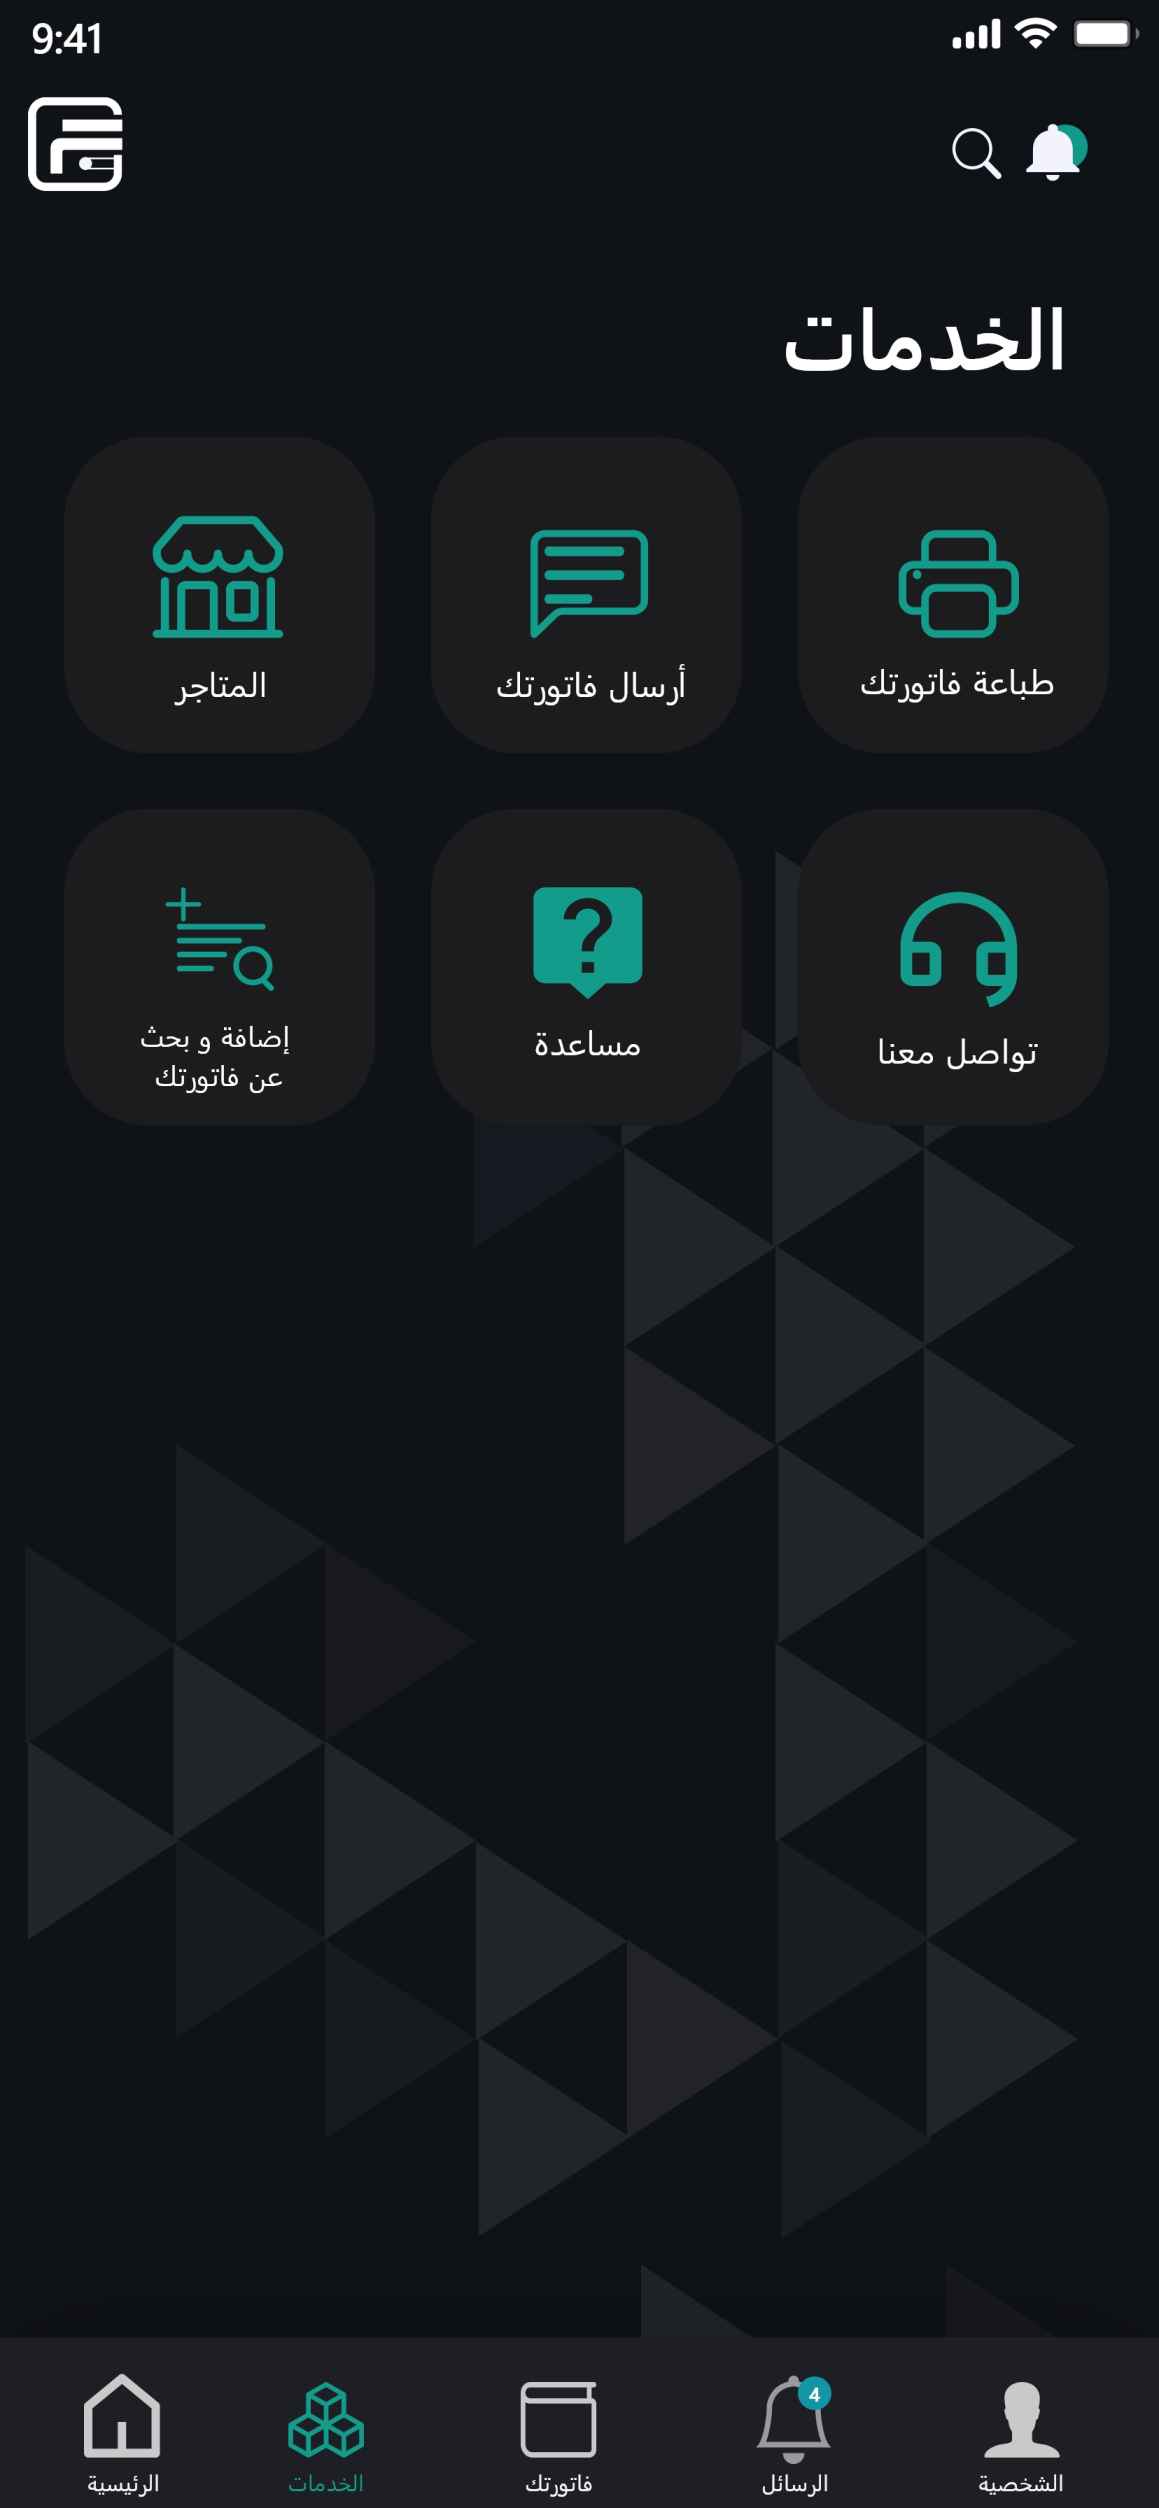 9:41
الخدمات
طباعة فاتورتك
أرسال فاتورتك
المتاجر
تواصل معنا
مساعدة
إضافة و بحث
عن فاتورتك
4
الشخصية
الرسائل
فاتورتك
الخدمات
الرئيسية